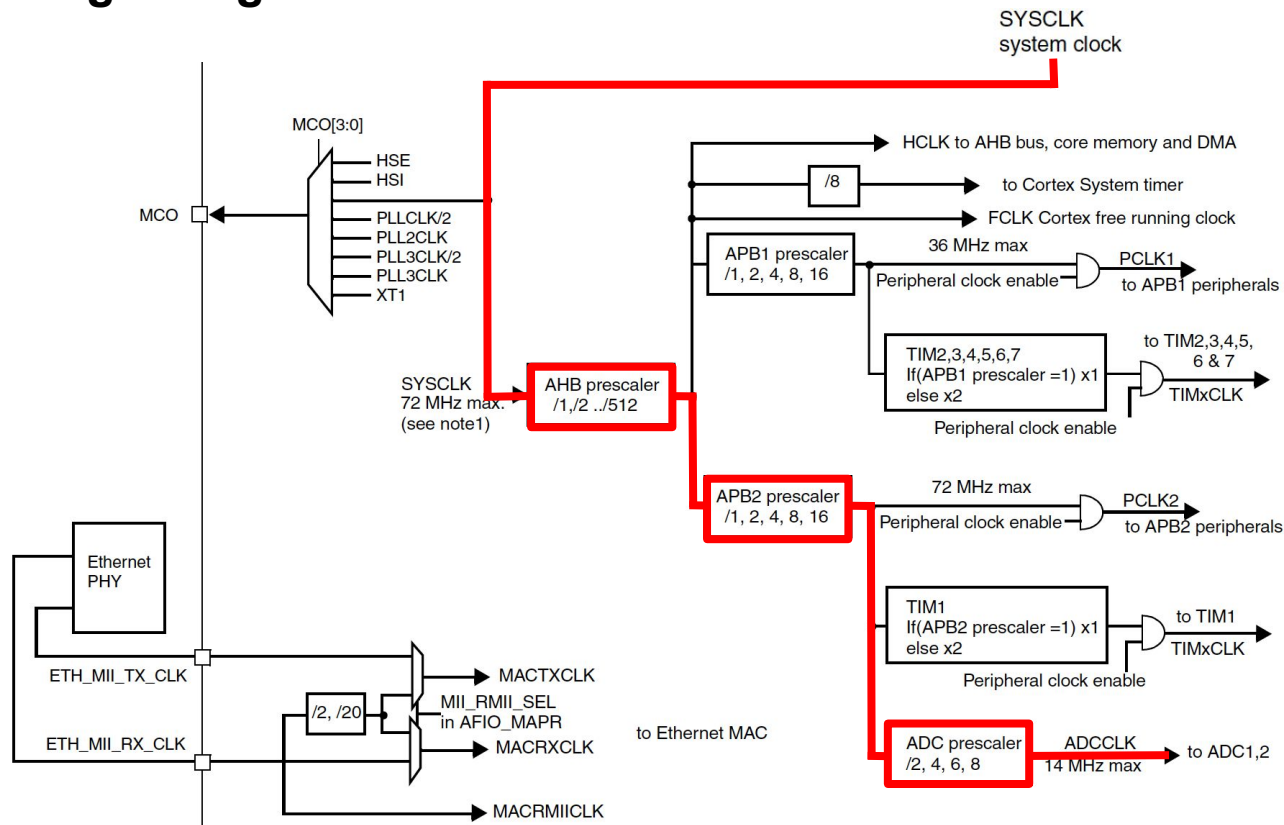 SYSCLK
system clock
MCO[3:0]
HSE
HSI
MCO
PLLCLK/2
PLL2CLK
PLL3CLK/2
PLL3CLK
XT1
HCLK to AHB bus, core memory and DMA
/8
to Cortex System timer
FCLK Cortex free running clock
APB1 prescaler
/1, 2, 4, 8, 16
36 MHz max
Peripheral clock enable
PCLK1
to APB1 peripherals
TIM2,3,4,5,6,7
If(APB1 prescaler =1) x1
else x2
to TIM2,3,4,5,
6 & 7
TIMxCLK
Peripheral clock enable
SYSCLK
72 MHz max.
(see note1)
AHB prescaler
/1,/2 ../512
APB2 prescaler
/1, 2, 4, 8, 16
72 MHz max
Peripheral clock enable
PCLK2
to APB2 peripherals
TIM1
If(APB2 prescaler =1) x1
else x2
to TIM1
TIMxCLK
Peripheral clock enable
ADC prescaler
/2, 4, 6, 8
ADCCLK
14 MHz max
to ADC1,2
Ethernet
PHY
ETH_MII_TX_CLK
ETH_MII_RX_CLK
/2, /20
MACTXCLK
MII_RMII_SEL
in AFIO_MAPR
MACRXCLK
to Ethernet MAC
MACRMIICLK